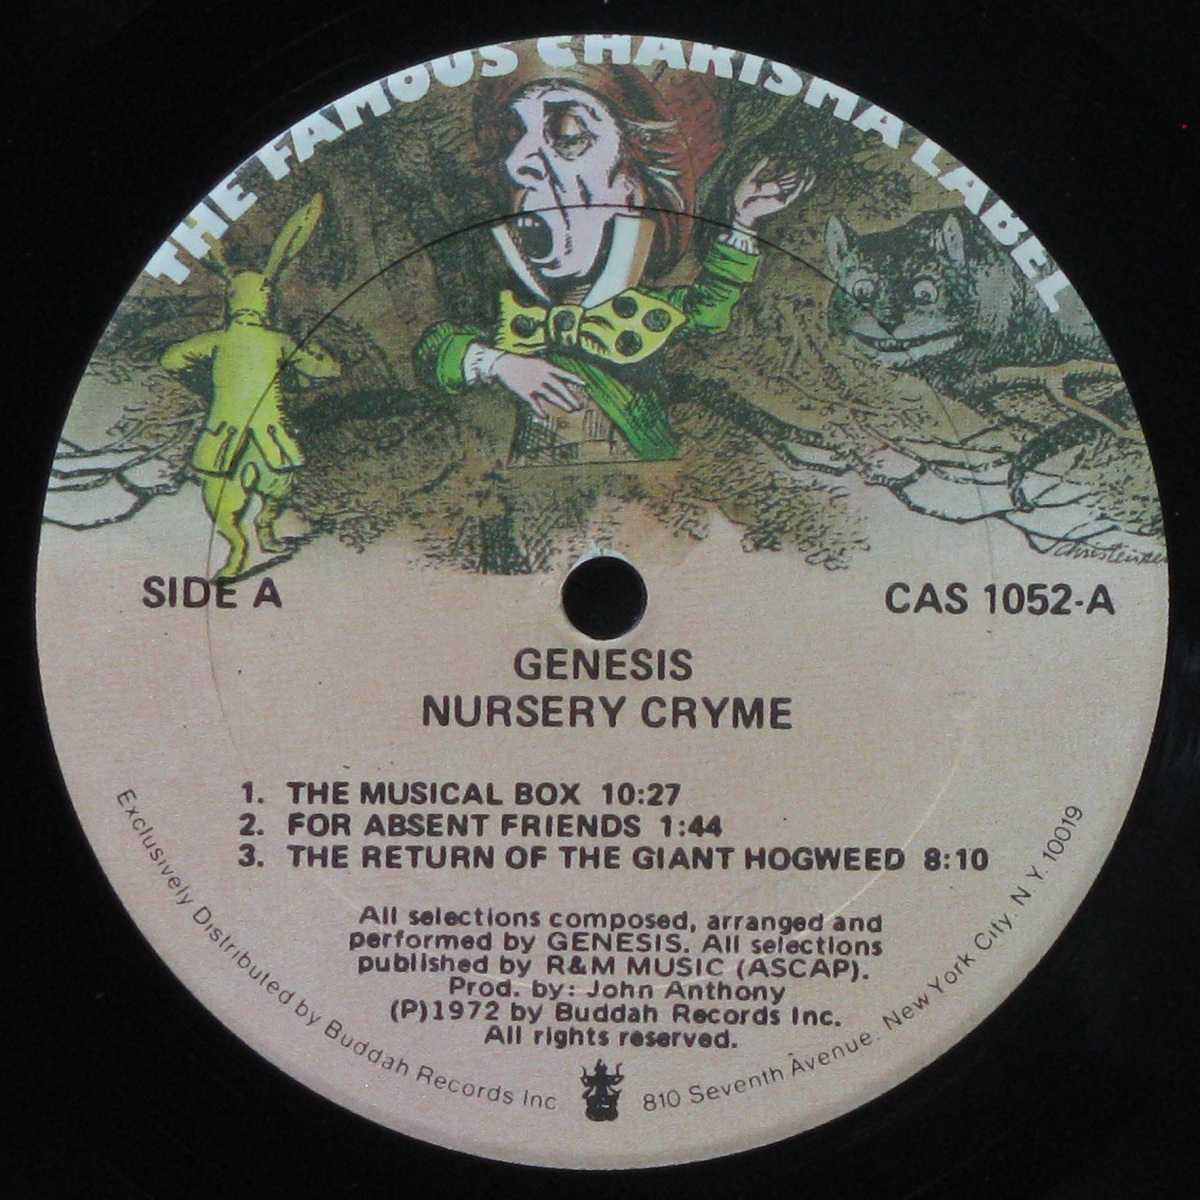 THE FAMOUS CHARISMA LABEL
SIDE A
CAS 1052-A
GENESIS
NURSERY CRYME
1. THE MUSICAL BOX 10:27
2. FOR ABSENT FRIENDS 1:44
3. THE RETURN OF THE GIANT HOGWEED 8:10
All selections composed, arranged and
performed by GENESIS. All selections
published by R&M MUSIC (ASCAP).
Prod. by: John Anthony
(P)1972 by Buddah Records Inc.
All rights reserved.
Exclusively Distributed by Buddah Records Inc 810 Seventh Avenue. New York City. N.Y. 10019